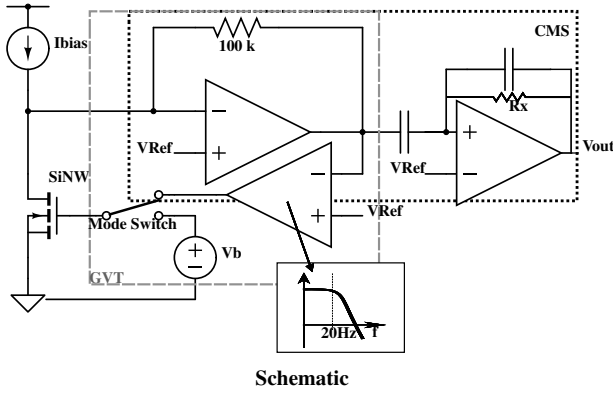 CMS
Ibias
100 k
Rx
VRef
Vout
VRef
SiNW
VRef
Mode Switch
Vb
GVT
20Hz f
Schematic